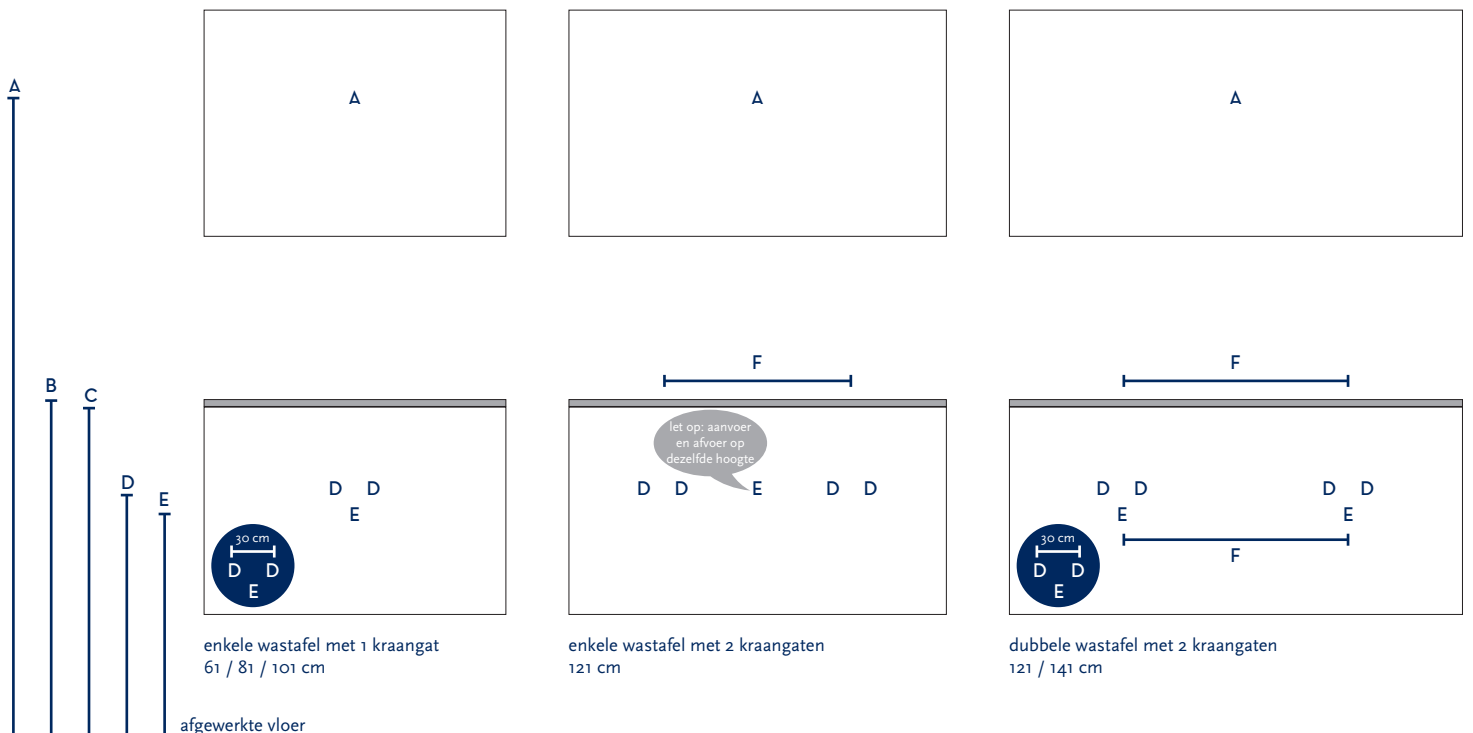 A
A
A
A
B
C
F
F
let op: aanvoer
en afvoer op
dezelfde hoogte
D
E
D D
E
D D E D D
D D D D
E E
F
30 cm
D D
E
30 cm
D D
E
enkele wastafel met 1 kraangat
61 / 81 / 101 cm
enkele wastafel met 2 kraangaten
121 cm
dubbele wastafel met 2 kraangaten
121 / 141 cm
afgewerkte vloer